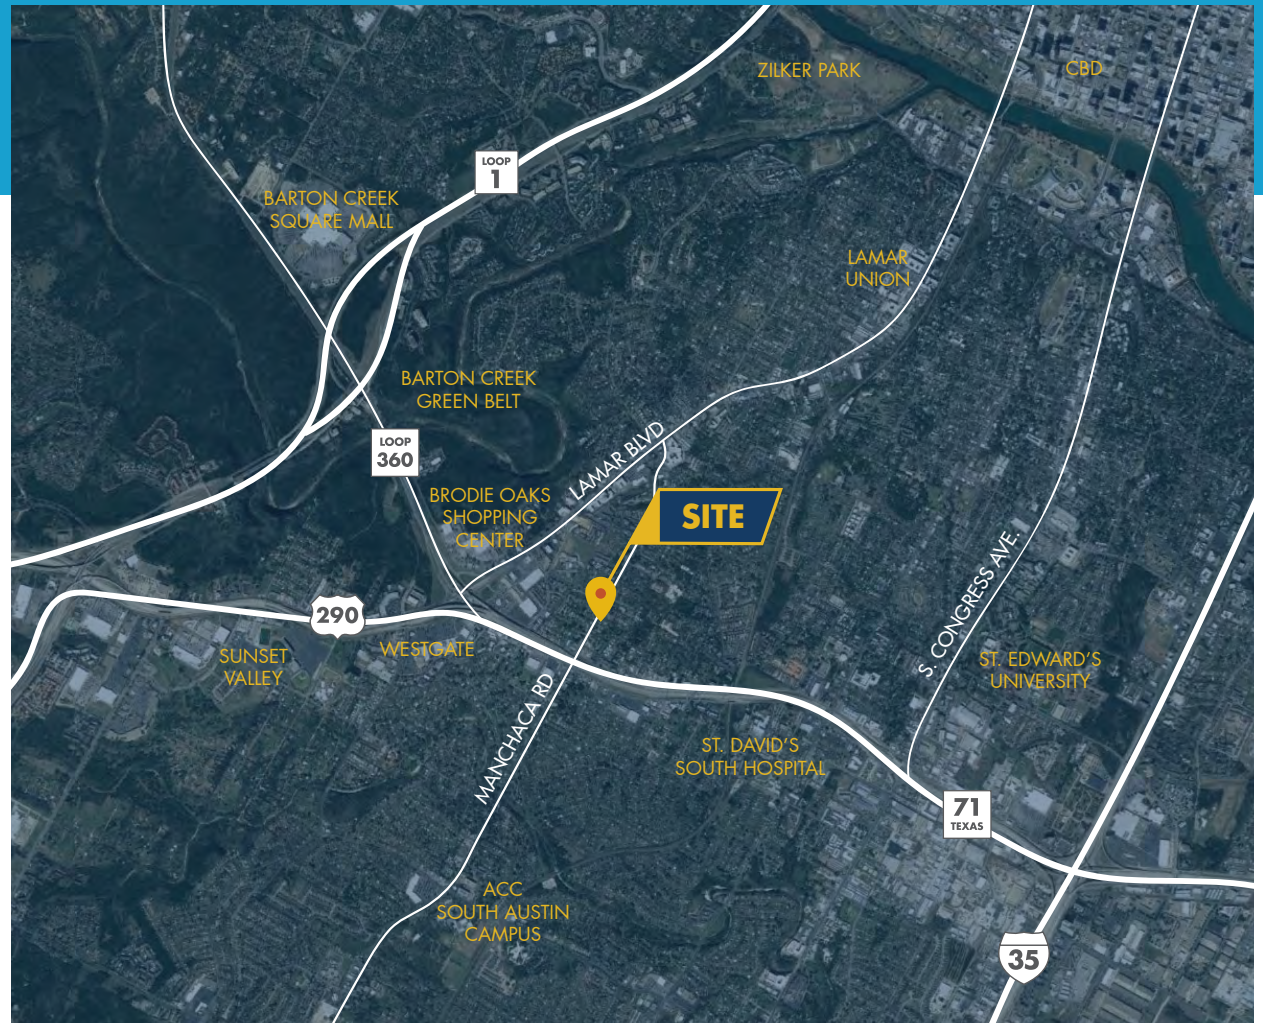 ZILKER PARK
CBD
LOOP
1
BARTON CREEK
SQUARE MALL
LAMAR
UNION
BARTON CREEK
GREEN BELT
LOOP
360
LAMAR BLVD
BRODIE OAKS
SHOPPING
CENTER
SITE
S. CONGRESS AVE.
290
SUNSET
VALLEY
WESTGATE
ST. EDWARD'S
UNIVERSITY
MANCHACA RD
ST. DAVID'S
SOUTH HOSPITAL
71
TEXAS
ACC
SOUTH AUSTIN
CAMPUS
35